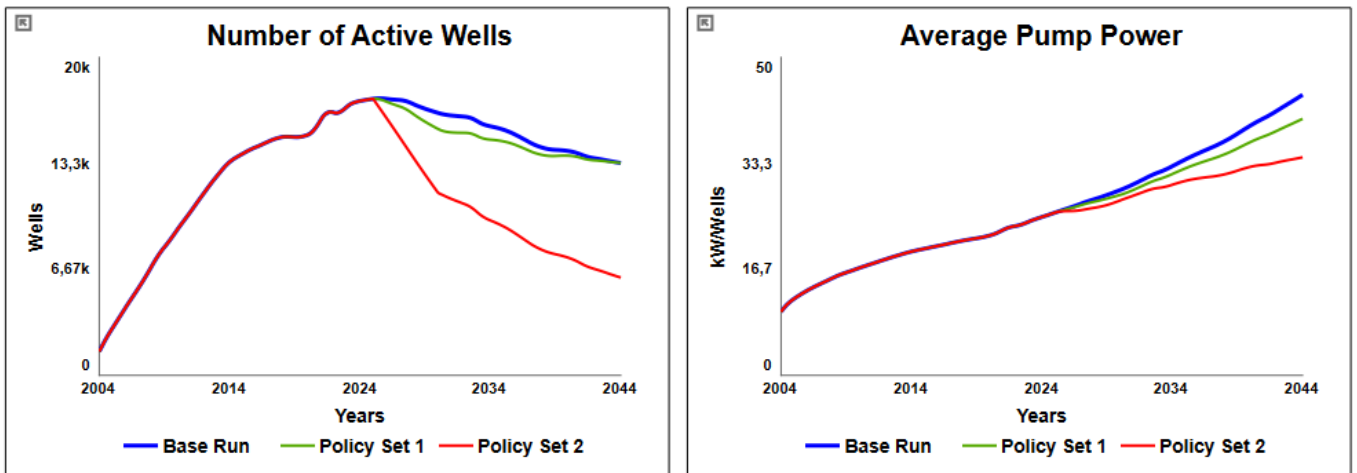 Number of Active Wells
20k
13,3k
6,67k
0
Wells
2004 2014 2024 2034 2044
Years
Base Run Policy Set 1 Policy Set 2
Average Pump Power
50
33,3
16,7
0
kW/Wells
2004 2014 2024 2034 2044
Years
Base Run Policy Set 1 Policy Set 2